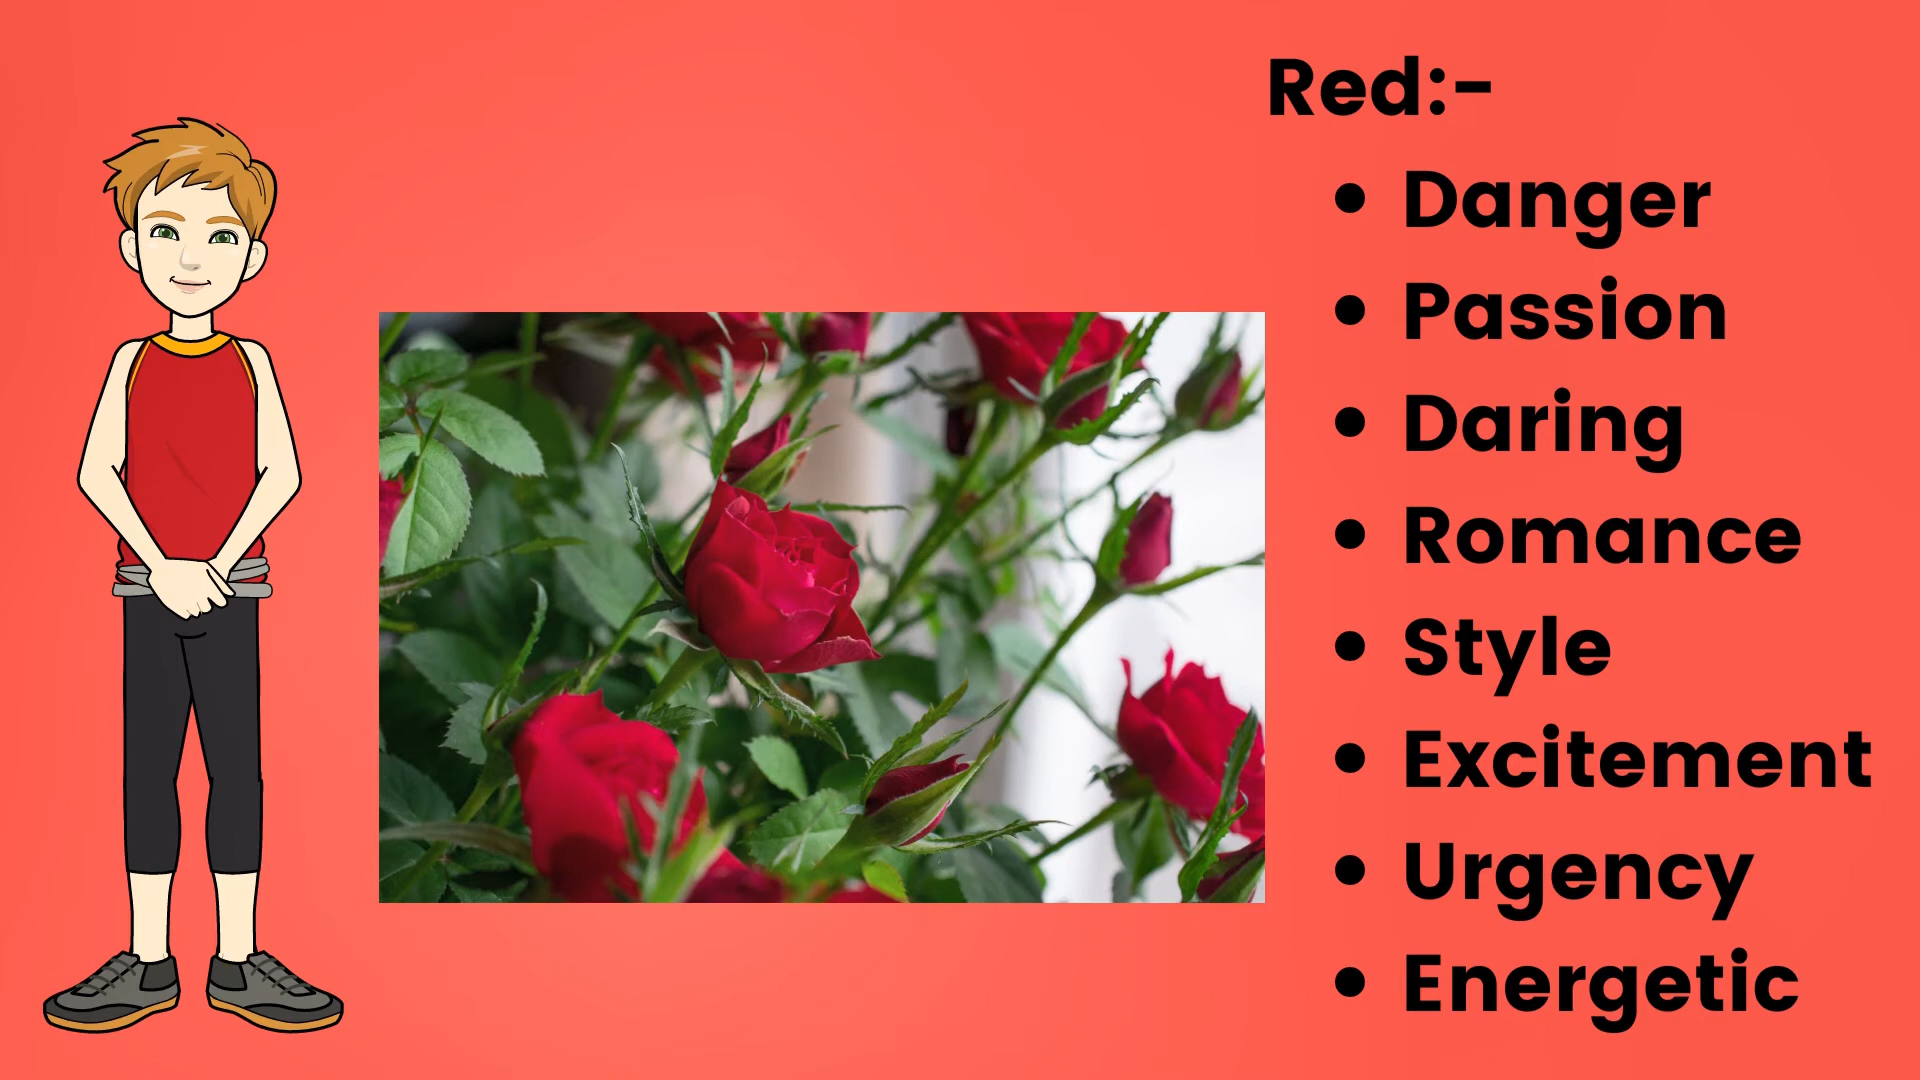 Red:-
• Danger
• Passion
• Daring
• Romance
• Style
• Excitement
• Urgency
• Energetic